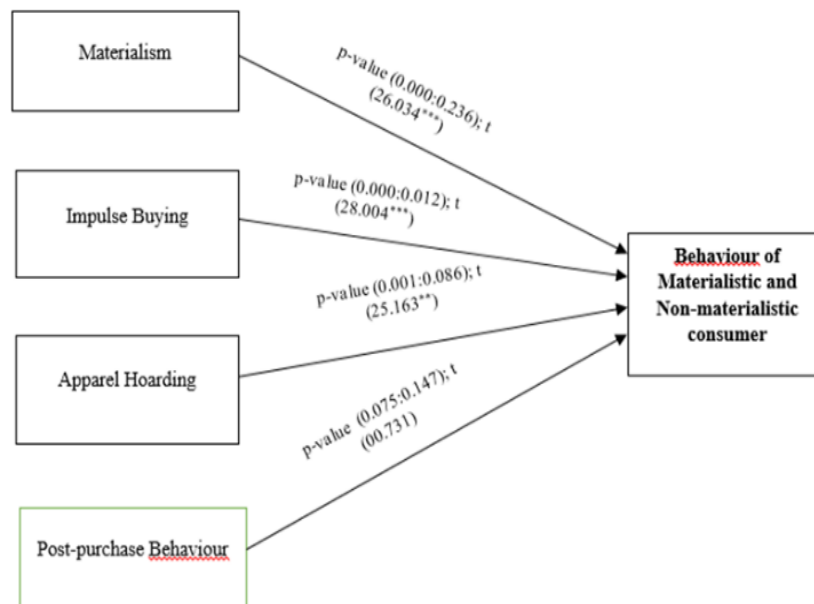 Materialism
p-value (0.000:0.236); t
(26.034***)
Impulse Buying
p-value (0.000:0.012); t
(28.004***)
Behaviour of
Materialistic and
Non-materialistic
consumer
p-value (0.001:0.086); t
(25.163**)
Apparel Hoarding
p-value (0.075:0.147); t
(00.731)
Post-purchase Behaviour